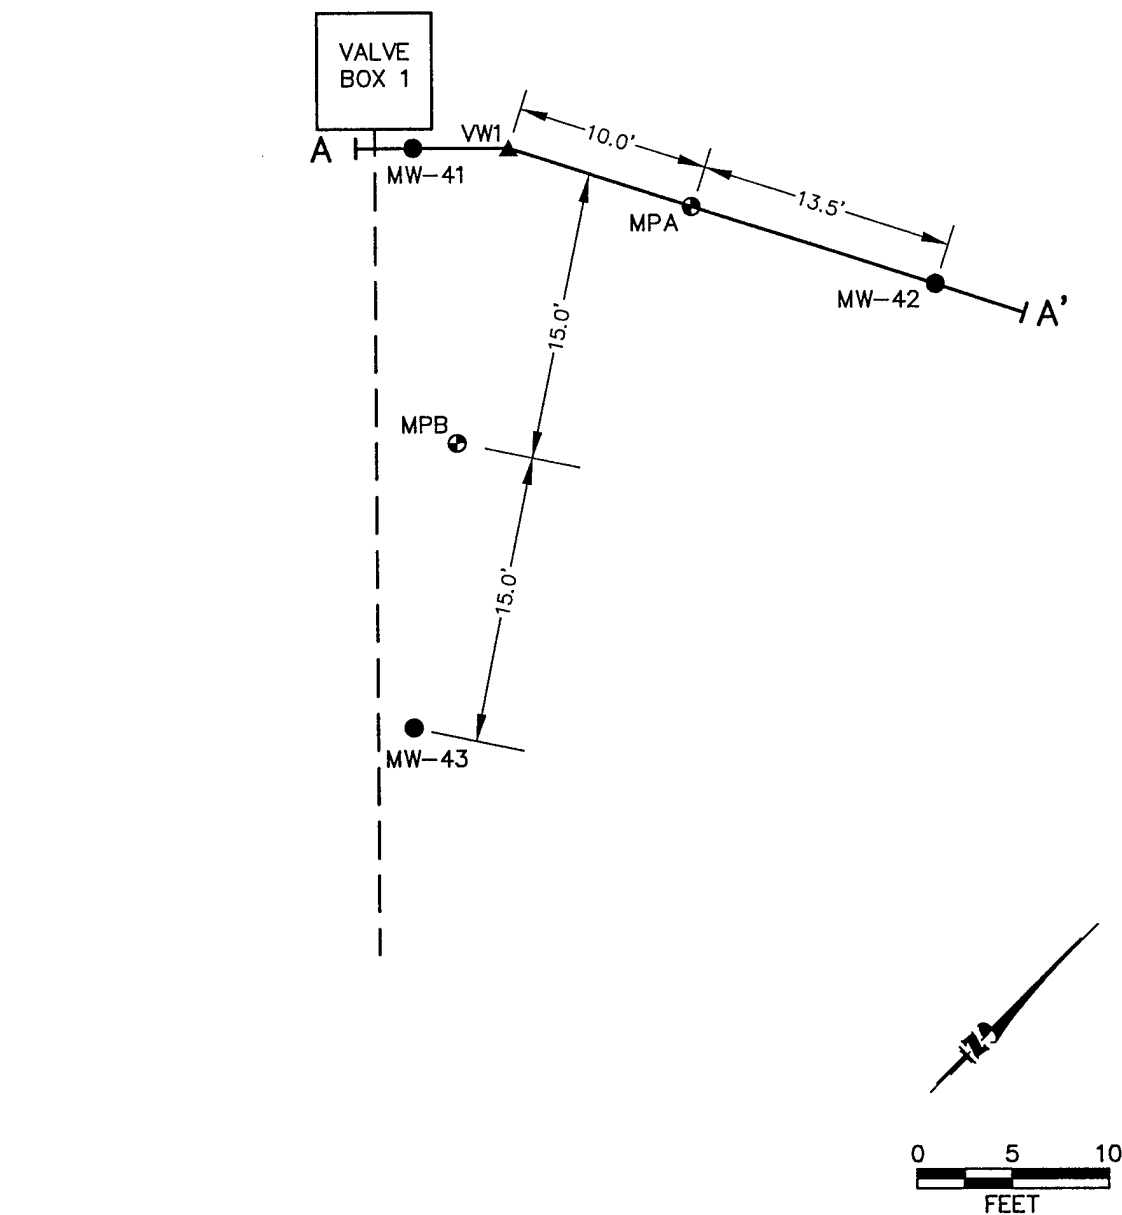 VALVE
BOX 1
A
VW1
MW-41
10.0'
13.5'
MPA
MW-42
A'
15.0'
MPB
15.0'
MW-43
N
0 5 10
FEET